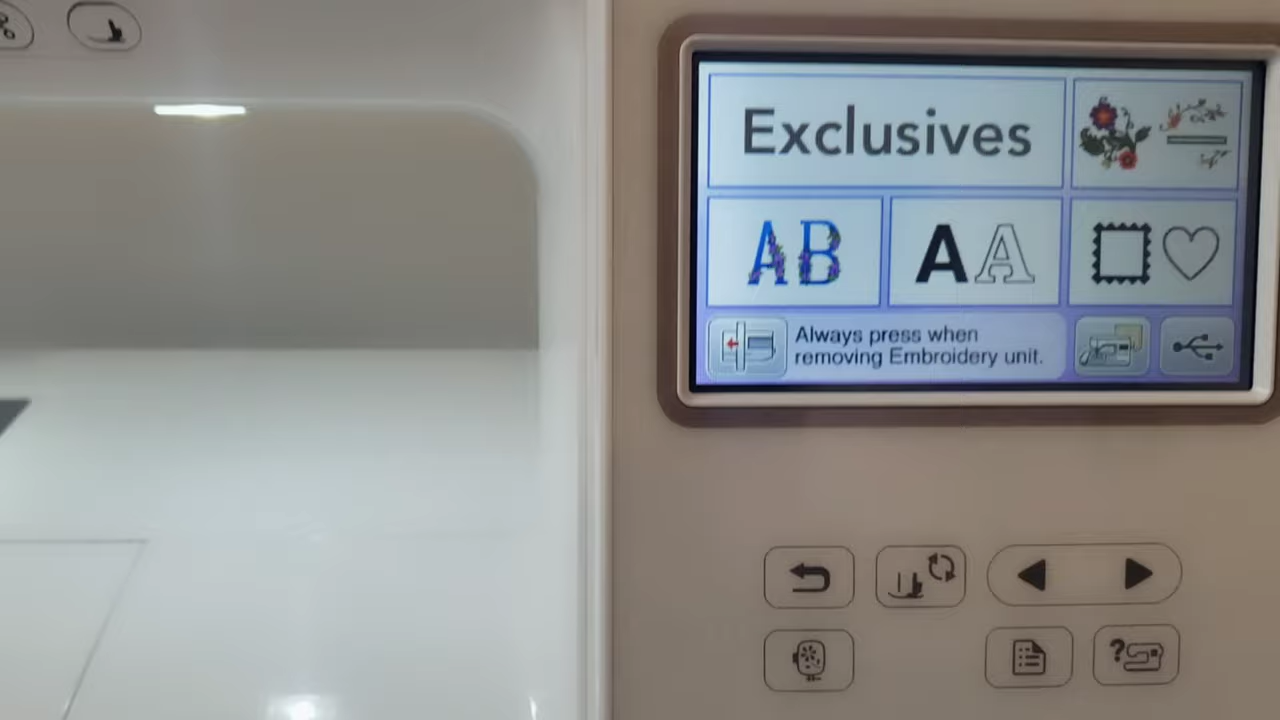 Exclusives
AB
AA
Always press when
removing Embroidery unit.
?